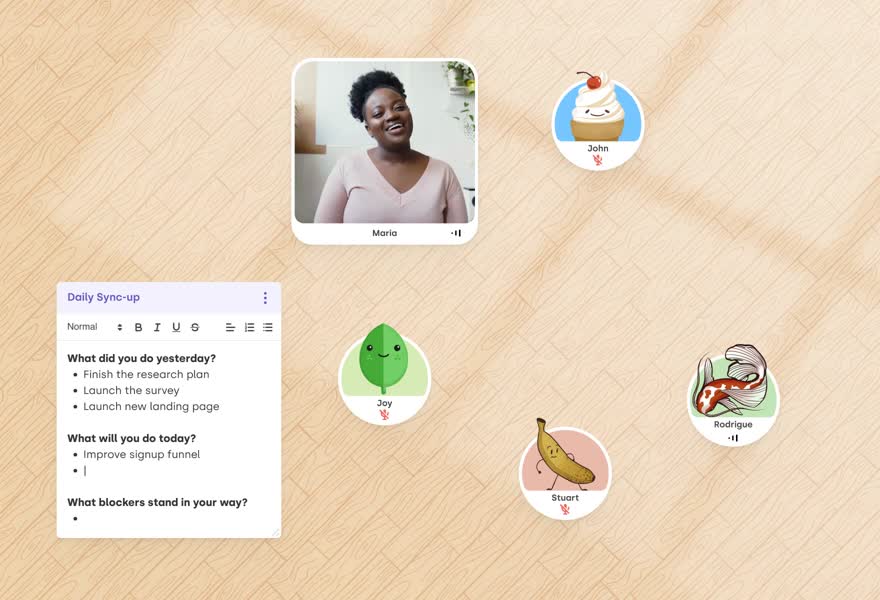 Maria
John
Daily Sync-up
Normal
B I U S
What did you do yesterday?
• Finish the research plan
• Launch the survey
• Launch new landing page
What will you do today?
• Improve signup funnel
•
What blockers stand in your way?
•
Joy
Stuart
Rodrigue